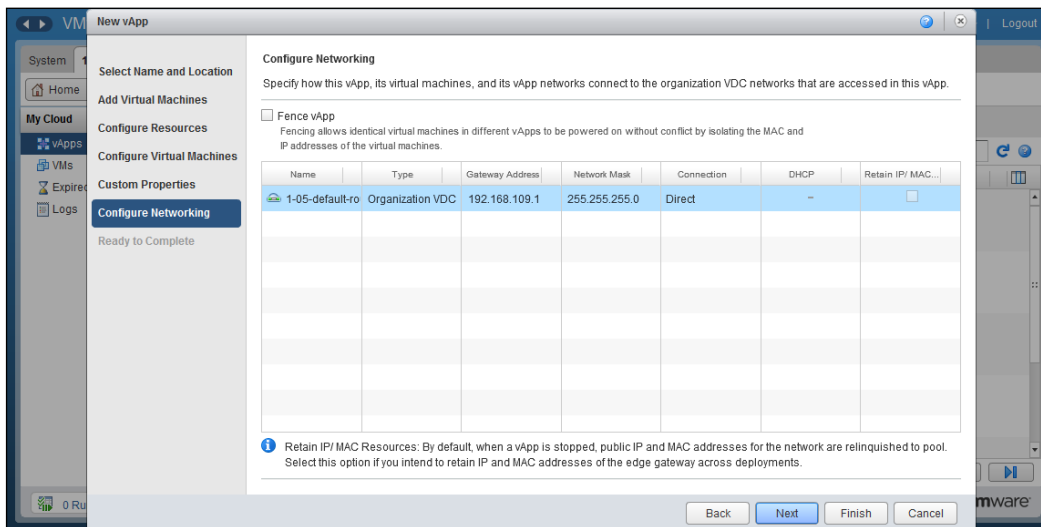 VM
New vApp
Logout
System
Home
My Cloud
vApps
VMs
Expired
Logs
0 Ru
Select Name and Location
Add Virtual Machines
Configure Resources
Configure Virtual Machines
Custom Properties
Configure Networking
Ready to Complete
Configure Networking
Specify how this vApp, its virtual machines, and its vApp networks connect to the organization VDC networks that are accessed in this vApp.
Fence vApp
Fencing allows identical virtual machines in different vApps to be powered on without conflict by isolating the MAC and
IP addresses of the virtual machines.
Name Type Gateway Address Network Mask Connection DHCP Retain IP/ MAC...
1-05-default-ro Organization VDC 192.168.109.1 255.255.255.0 Direct –
Retain IP/ MAC Resources: By default, when a vApp is stopped, public IP and MAC addresses for the network are relinquished to pool.
Select this option if you intend to retain IP and MAC addresses of the edge gateway across deployments.
Back Next Finish Cancel
mware